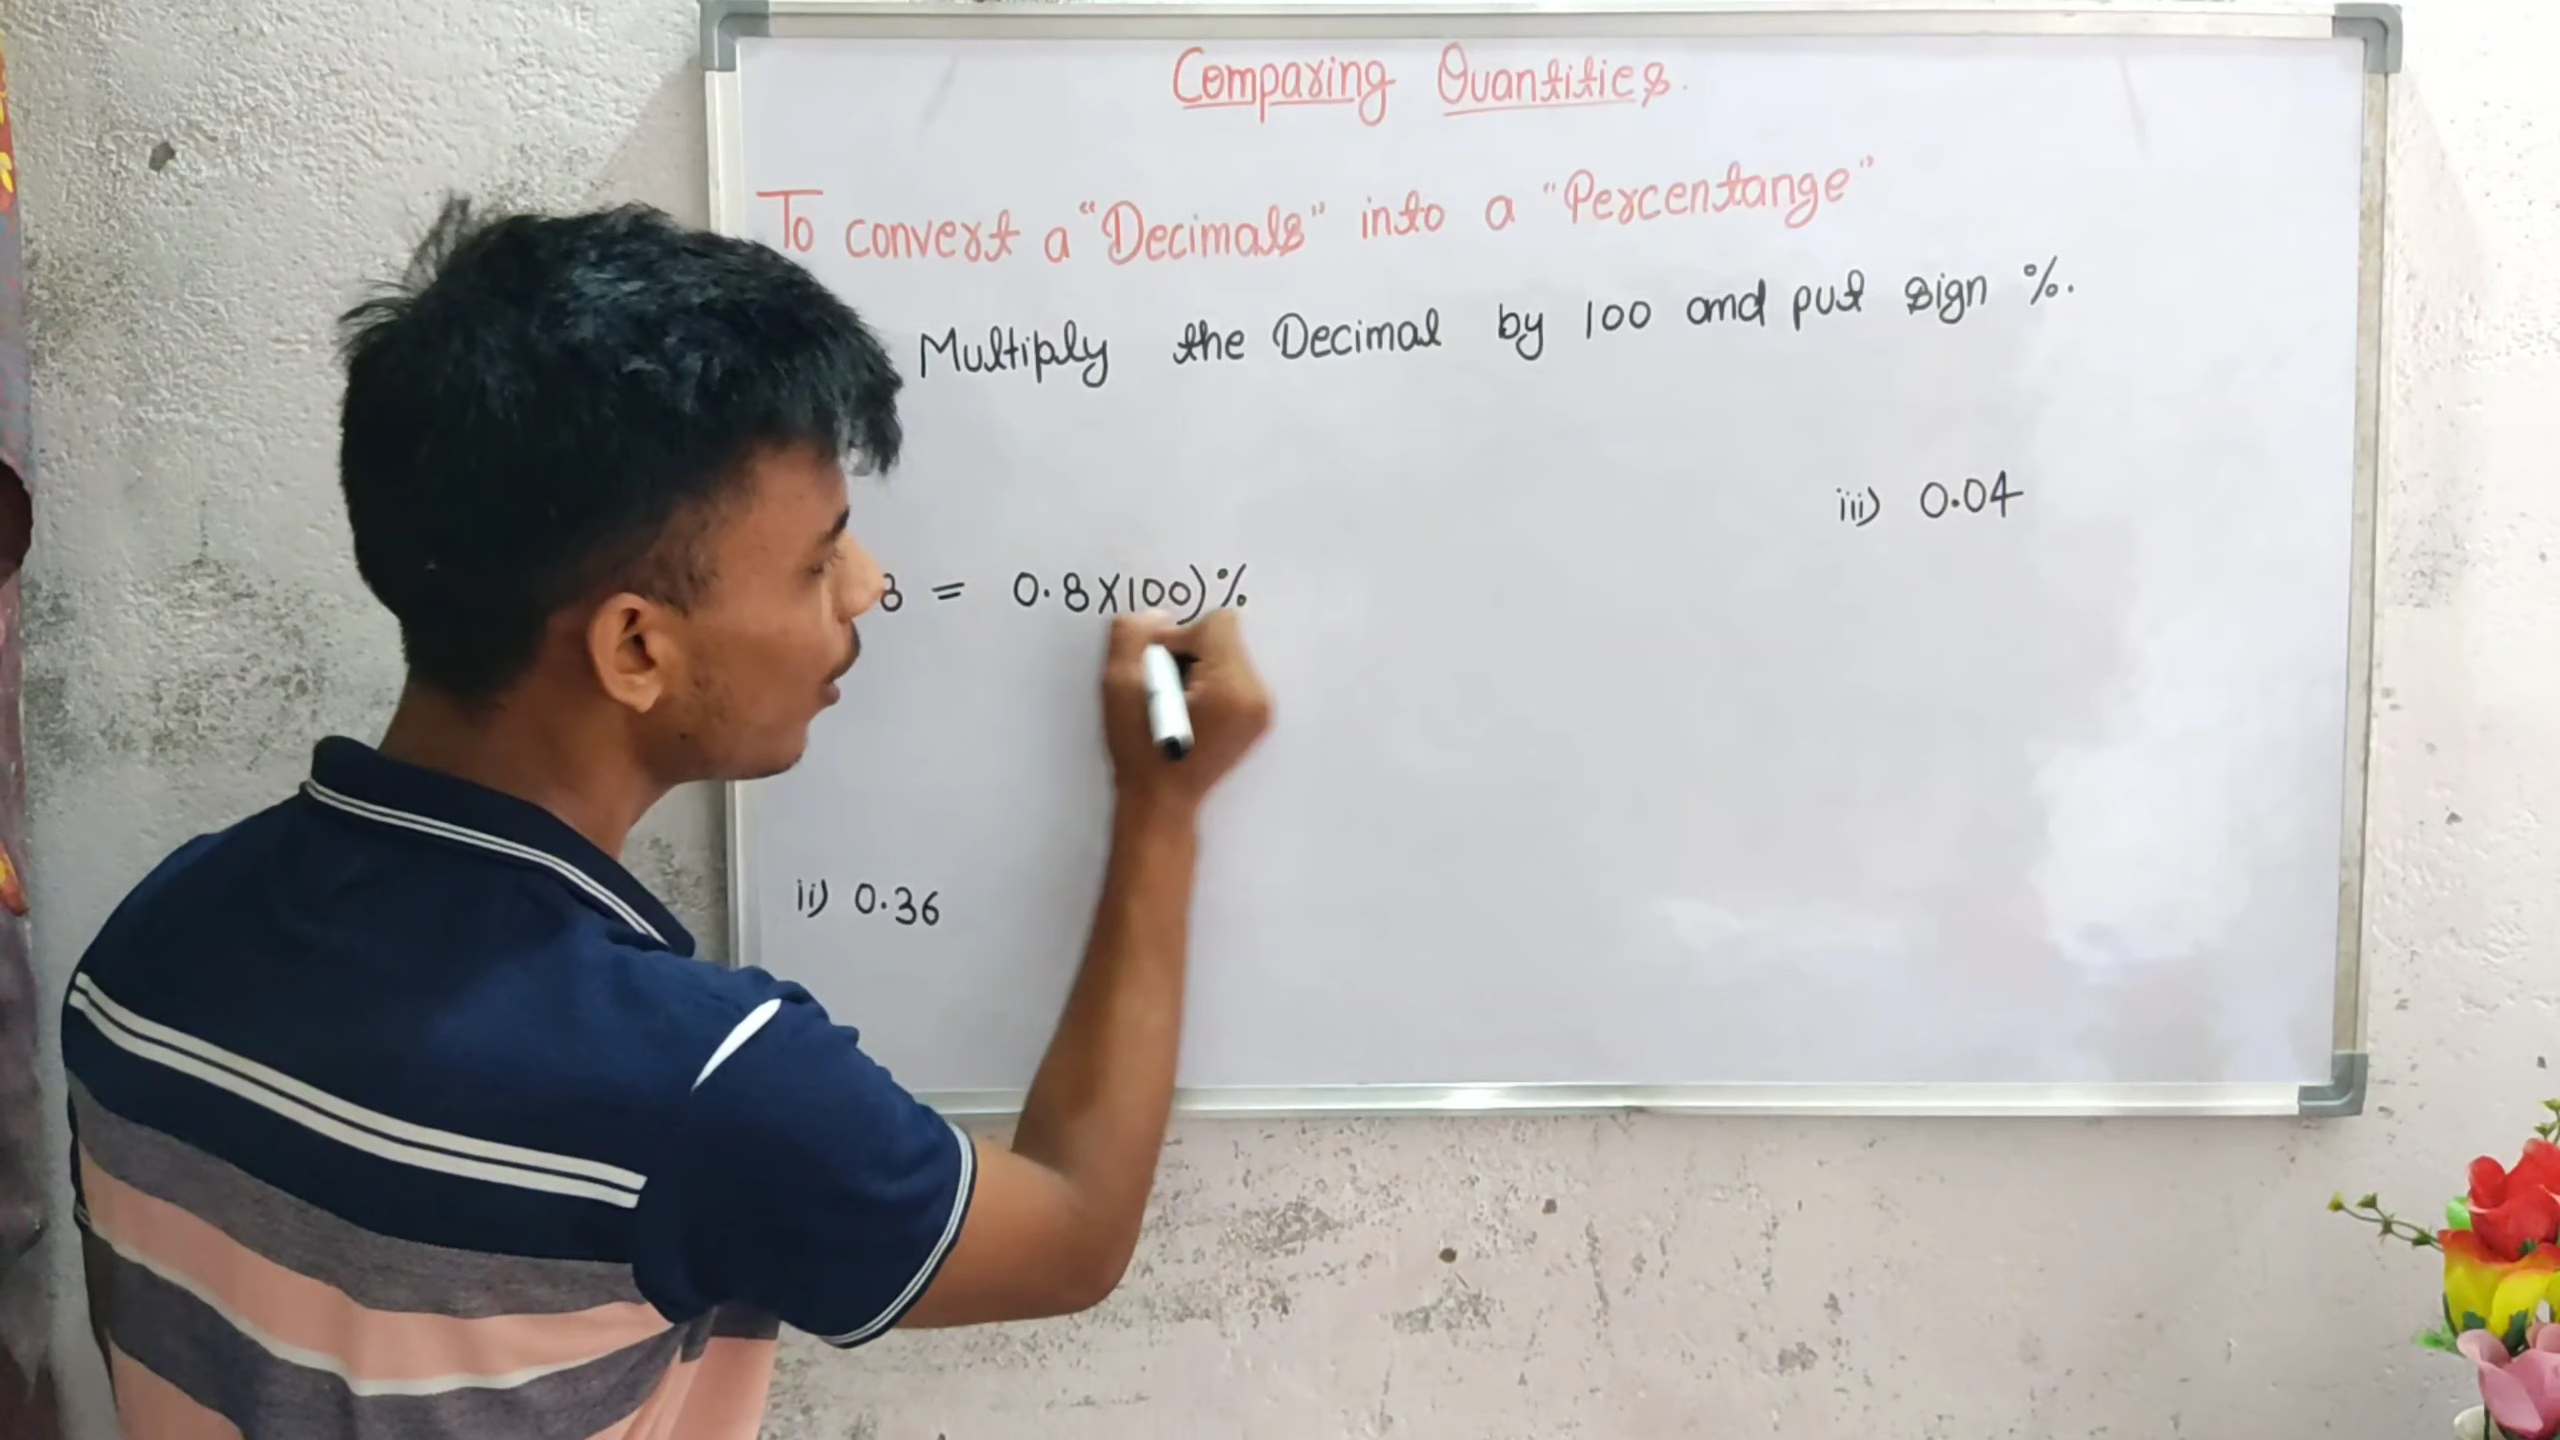 Comparing Quantities.
To convert a "Decimals" into a "Percentange"
Multiply the Decimal by 100 and put sign %.
iii) 0.04
8 = 0.8X100)%
ii) 0.36